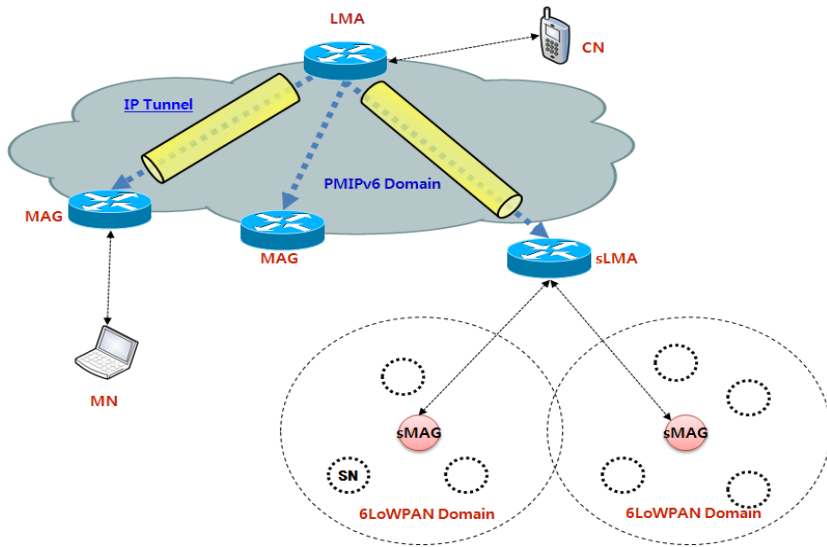 LMA
CN
IP Tunnel
PMIPv6 Domain
MAG
MAG
sLMA
MN
sMAG
sMAG
SN
6LoWPAN Domain
6LoWPAN Domain